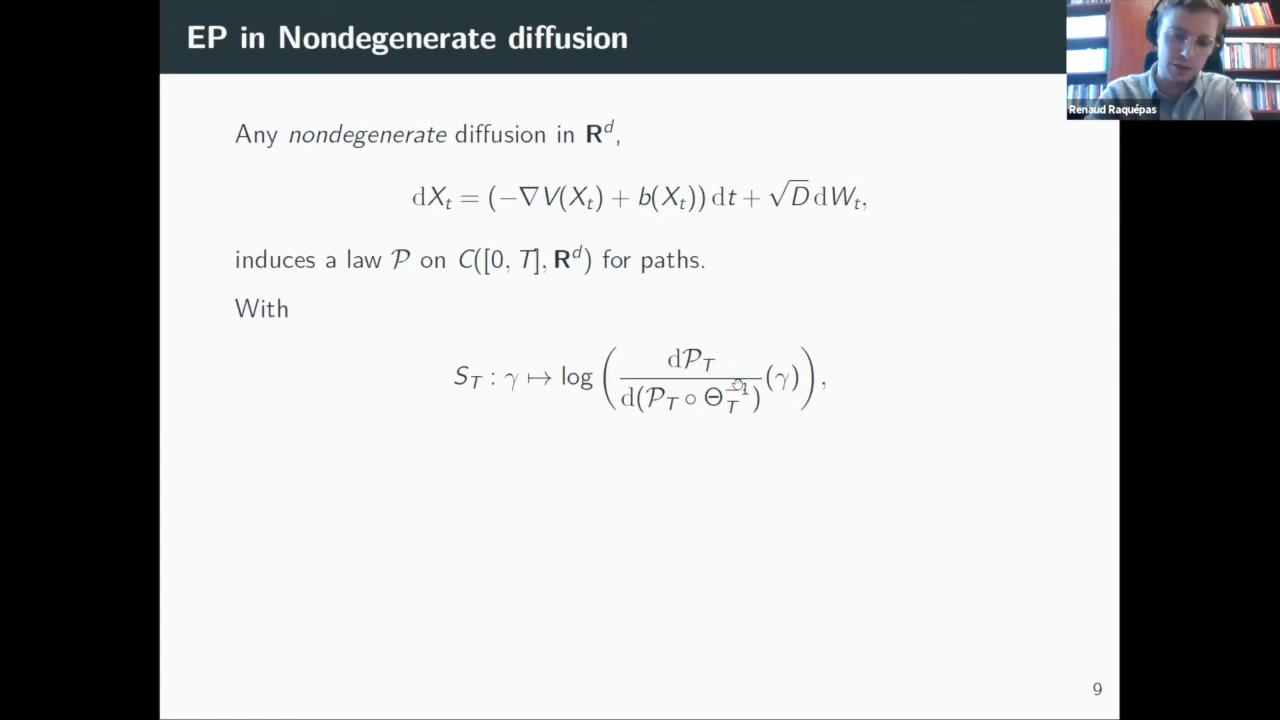 EP in Nondegenerate diffusion
Renaud Raquépas
Any nondegenerate diffusion in R^d,
dX_t = (−∇V(X_t) + b(X_t)) dt + √D dW_t,
induces a law 𝒫 on C([0, T], R^d) for paths.
With
S_T : γ ↦ log ( d𝒫_T / d(𝒫_T ∘ Θ_T^{−1}) (γ) ),
9